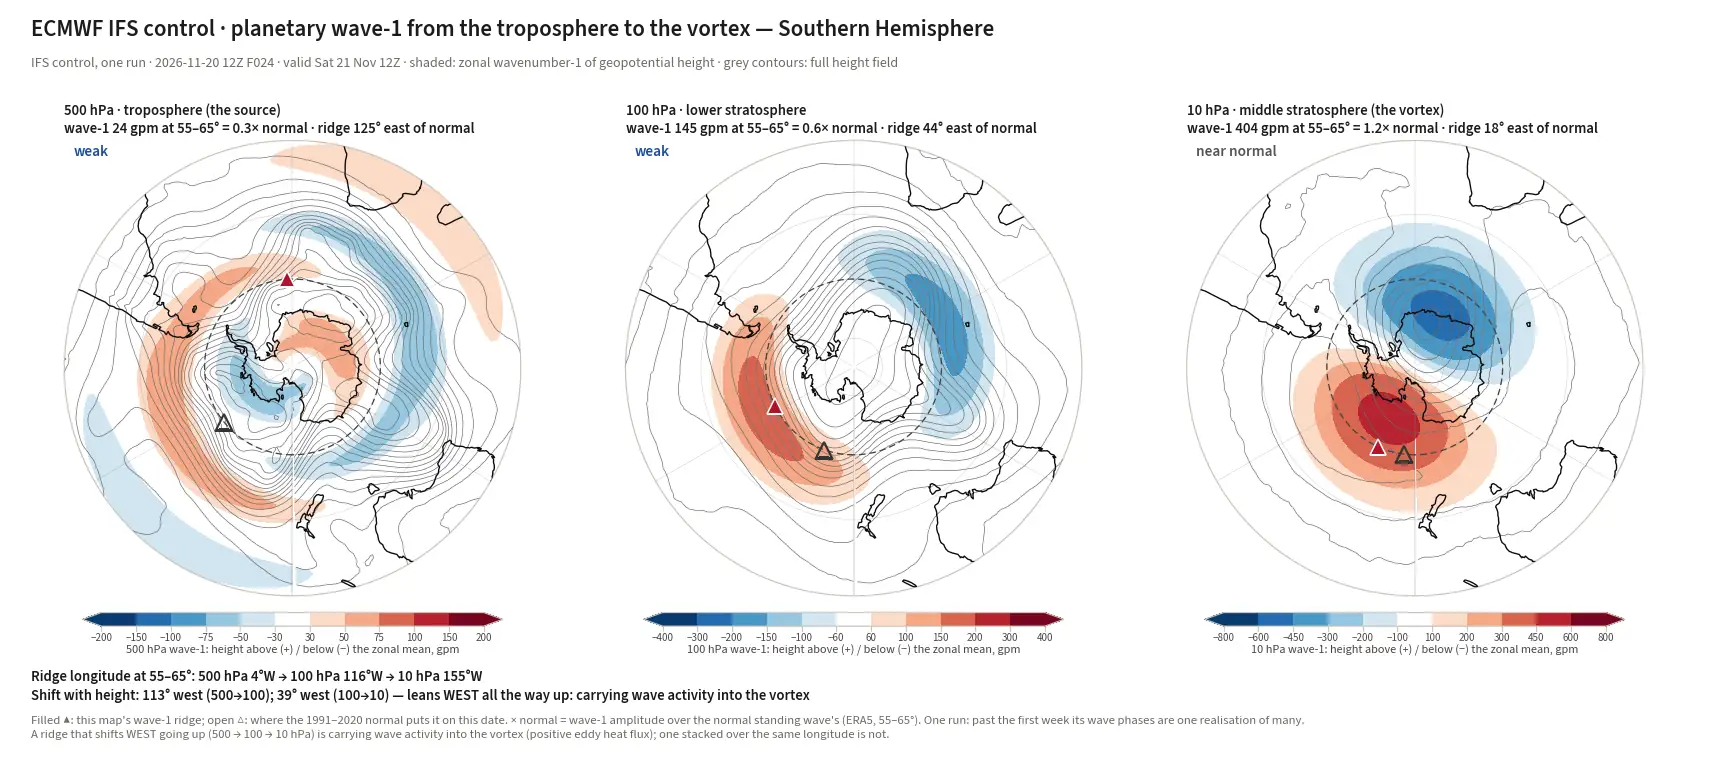 ECMWF IFS control · planetary wave-1 from the troposphere to the vortex — Southern Hemisphere
IFS control, one run · 2026-11-20 12Z F024 · valid Sat 21 Nov 12Z · shaded: zonal wavenumber-1 of geopotential height · grey contours: full height field
500 hPa · troposphere (the source)
wave-1 24 gpm at 55–65° = 0.3× normal · ridge 125° east of normal
weak
100 hPa · lower stratosphere
wave-1 145 gpm at 55–65° = 0.6× normal · ridge 44° east of normal
weak
10 hPa · middle stratosphere (the vortex)
wave-1 404 gpm at 55–65° = 1.2× normal · ridge 18° east of normal
near normal
−200 −150 −100 −75 −50 −30 30 50 75 100 150 200
500 hPa wave-1: height above (+) / below (−) the zonal mean, gpm
−400 −300 −200 −150 −100 −60 60 100 150 200 300 400
100 hPa wave-1: height above (+) / below (−) the zonal mean, gpm
−800 −600 −450 −300 −200 −100 100 200 300 450 600 800
10 hPa wave-1: height above (+) / below (−) the zonal mean, gpm
Ridge longitude at 55–65°: 500 hPa 4°W → 100 hPa 116°W → 10 hPa 155°W
Shift with height: 113° west (500→100); 39° west (100→10) — leans WEST all the way up: carrying wave activity into the vortex
Filled ▲: this map's wave-1 ridge; open △: where the 1991–2020 normal puts it on this date. × normal = wave-1 amplitude over the normal standing wave's (ERA5, 55–65°). One run: past the first week its wave phases are one realisation of many.
A ridge that shifts WEST going up (500 → 100 → 10 hPa) is carrying wave activity into the vortex (positive eddy heat flux); one stacked over the same longitude is not.